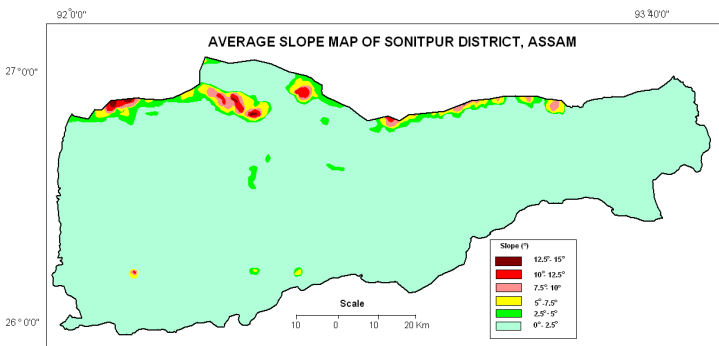 92°0'0"
93°40'0"
AVERAGE SLOPE MAP OF SONITPUR DISTRICT, ASSAM
27°0'0"
Slope (°)
12.5°- 15°
10°- 12.5°
7.5°- 10°
5°-7.5°
2.5°- 5°
0°- 2.5°
Scale
26°0'0"
10 0 10 20 Km